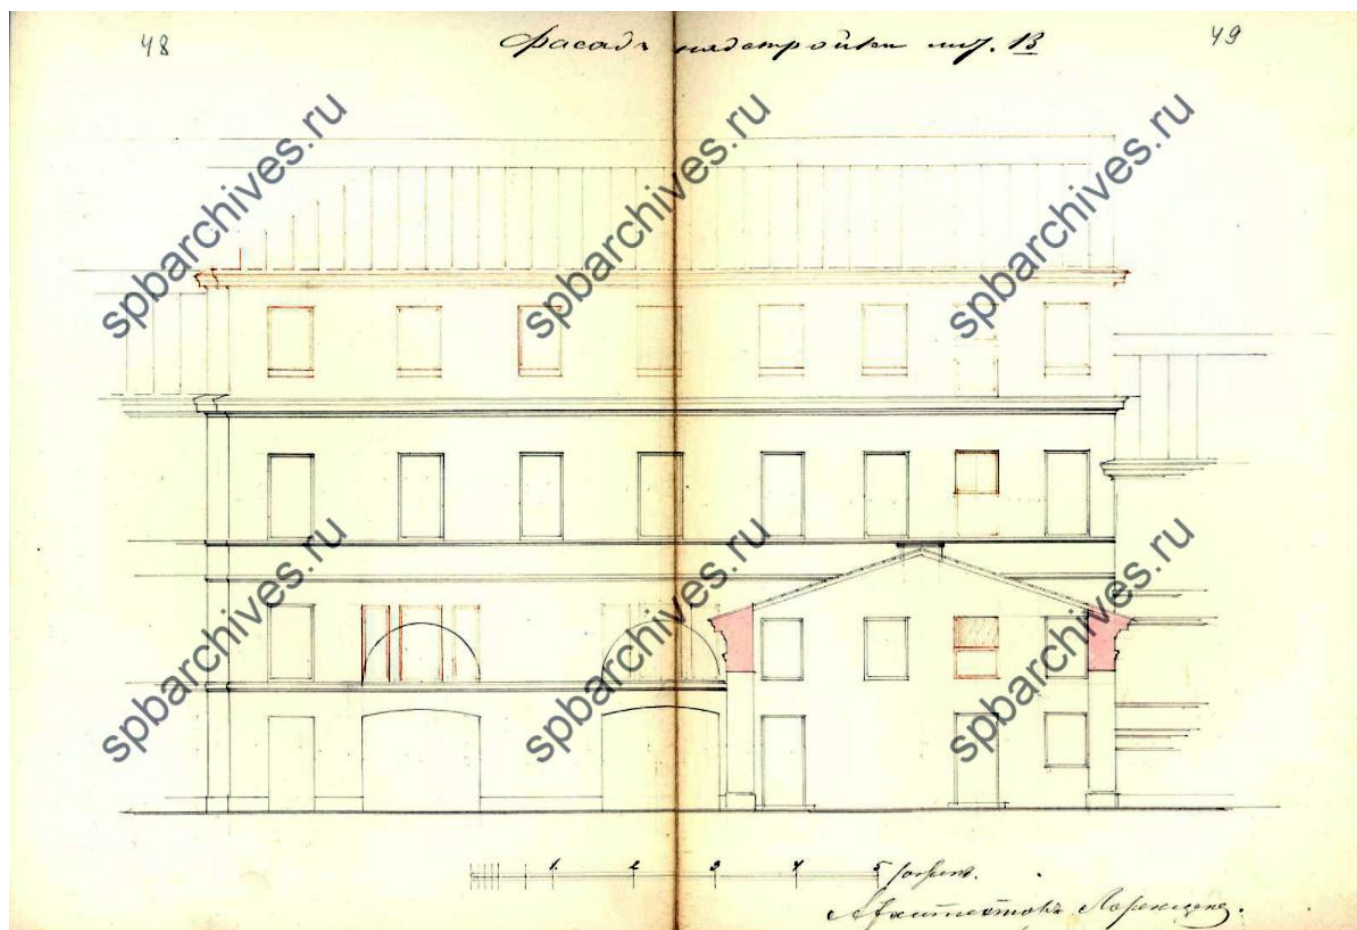 48
Фасадъ надстройки лит. В
49
spbarchives.ru
spbarchives.ru
spbarchives.ru
spbarchives.ru
spbarchives.ru
spbarchives.ru
1 2 3 4 5 сажень.
Архитекторъ